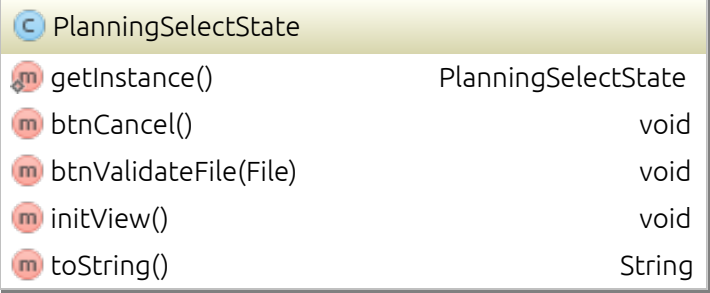 C PlanningSelectState
m getInstance() PlanningSelectState
m btnCancel() void
m btnValidateFile(File) void
m initView() void
m toString() String